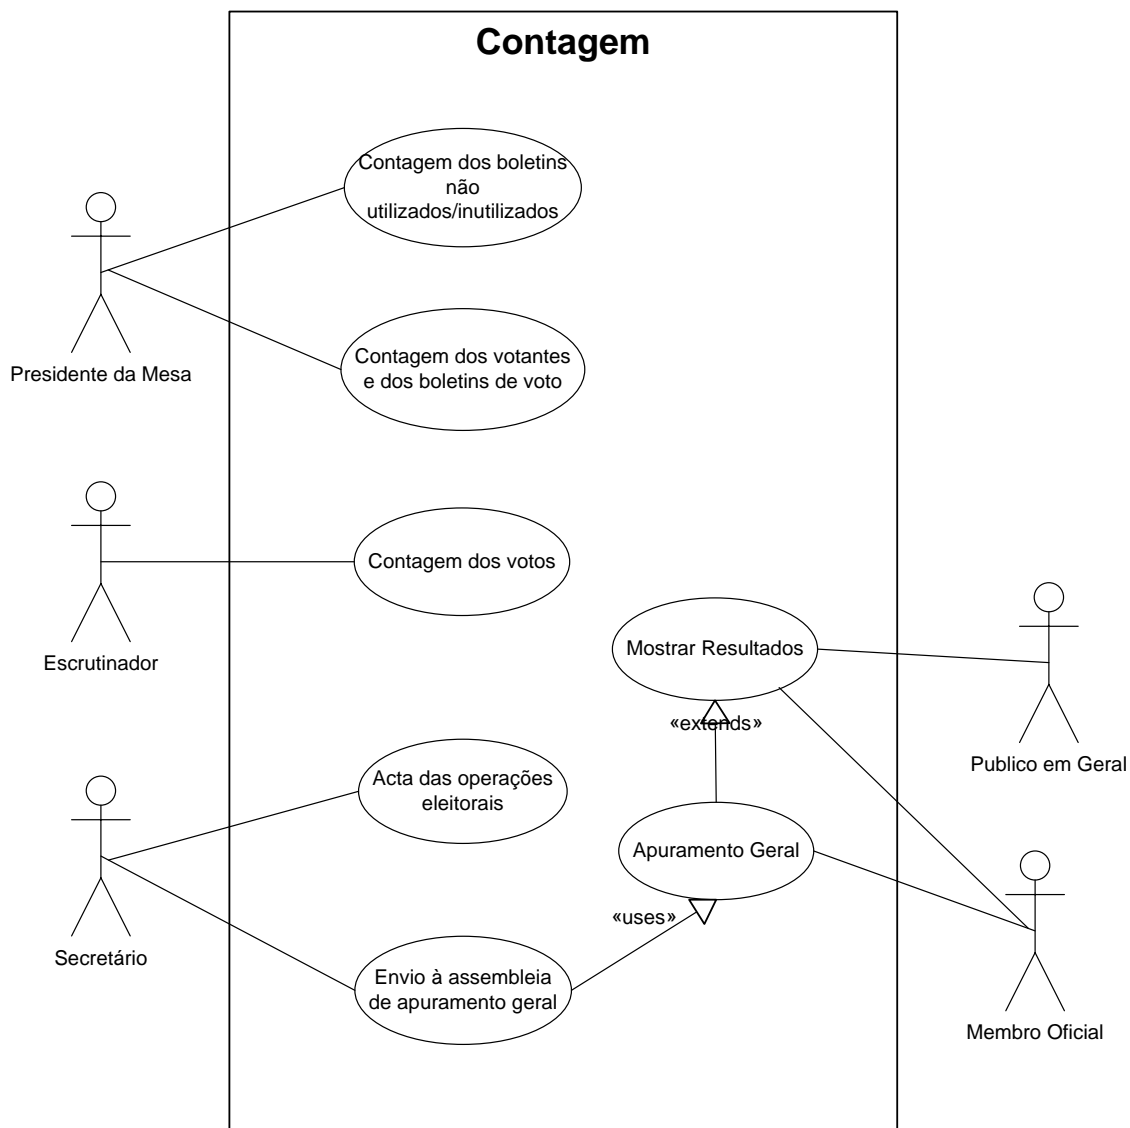 Contagem
Contagem dos boletins
não
utilizados/inutilizados
Presidente da Mesa
Contagem dos votantes
e dos boletins de voto
Contagem dos votos
Escrutinador
Mostrar Resultados
«extends»
Publico em Geral
Acta das operações
eleitorais
Apuramento Geral
«uses»
Secretário
Envio à assembleia
de apuramento geral
Membro Oficial